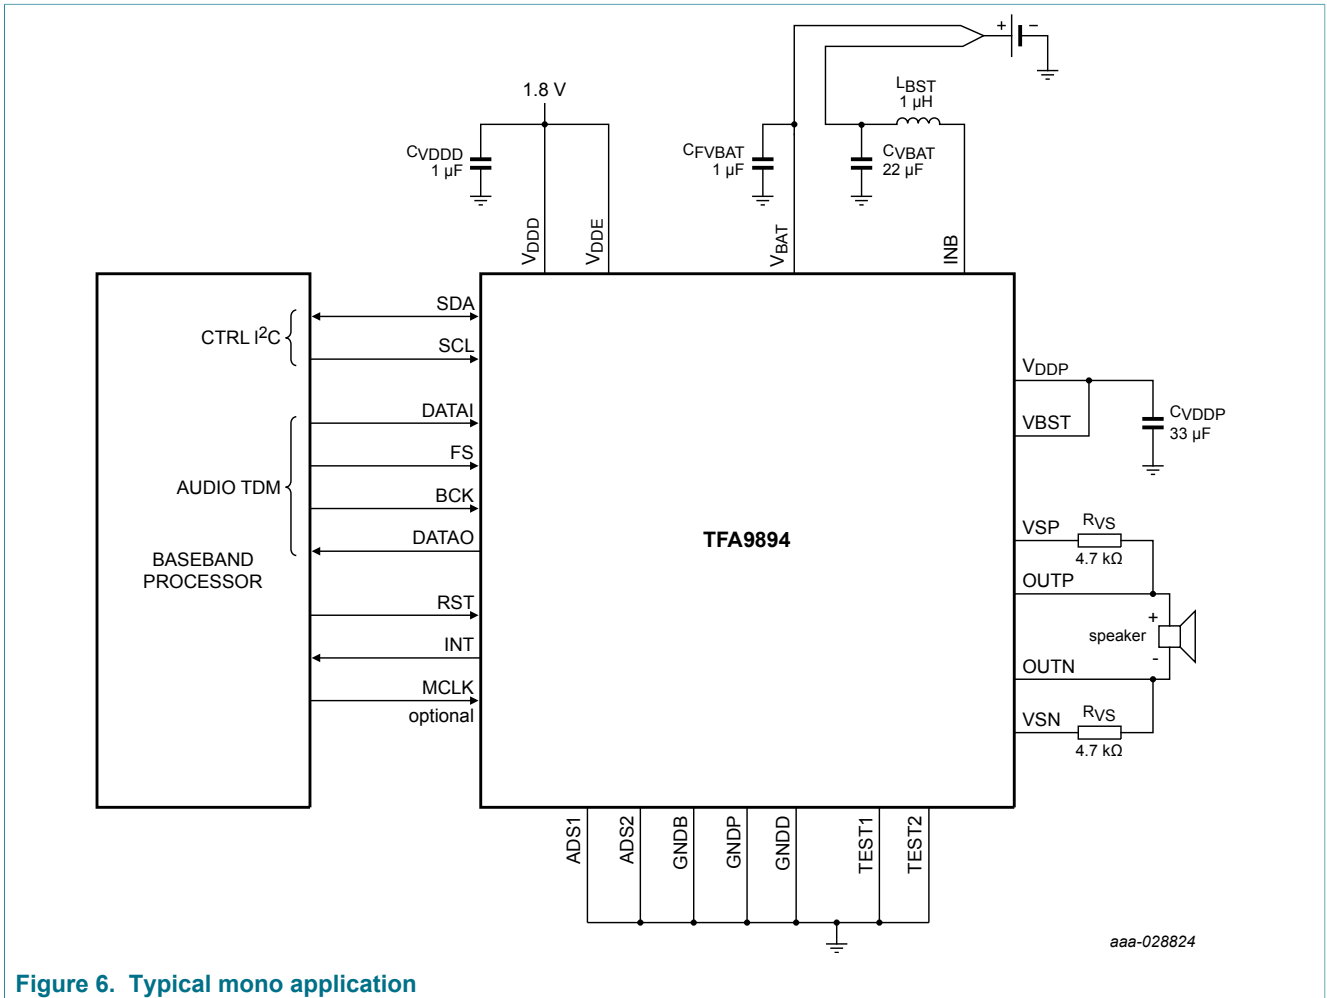 + −
1.8 V
LBST
1 µH
CVDDD
1 µF
CFVBAT
1 µF
CVBAT
22 µF
VDDD
VDDE
VBAT
INB
CTRL I²C
SDA
SCL
AUDIO TDM
DATAI
FS
BCK
DATAO
BASEBAND
PROCESSOR
RST
INT
MCLK
optional
TFA9894
VDDP
VBST
CVDDP
33 µF
VSP
RVS
4.7 kΩ
OUTP
+
speaker
-
OUTN
VSN
RVS
4.7 kΩ
ADS1
ADS2
GNDB
GNDP
GNDD
TEST1
TEST2
aaa-028824
Figure 6. Typical mono application